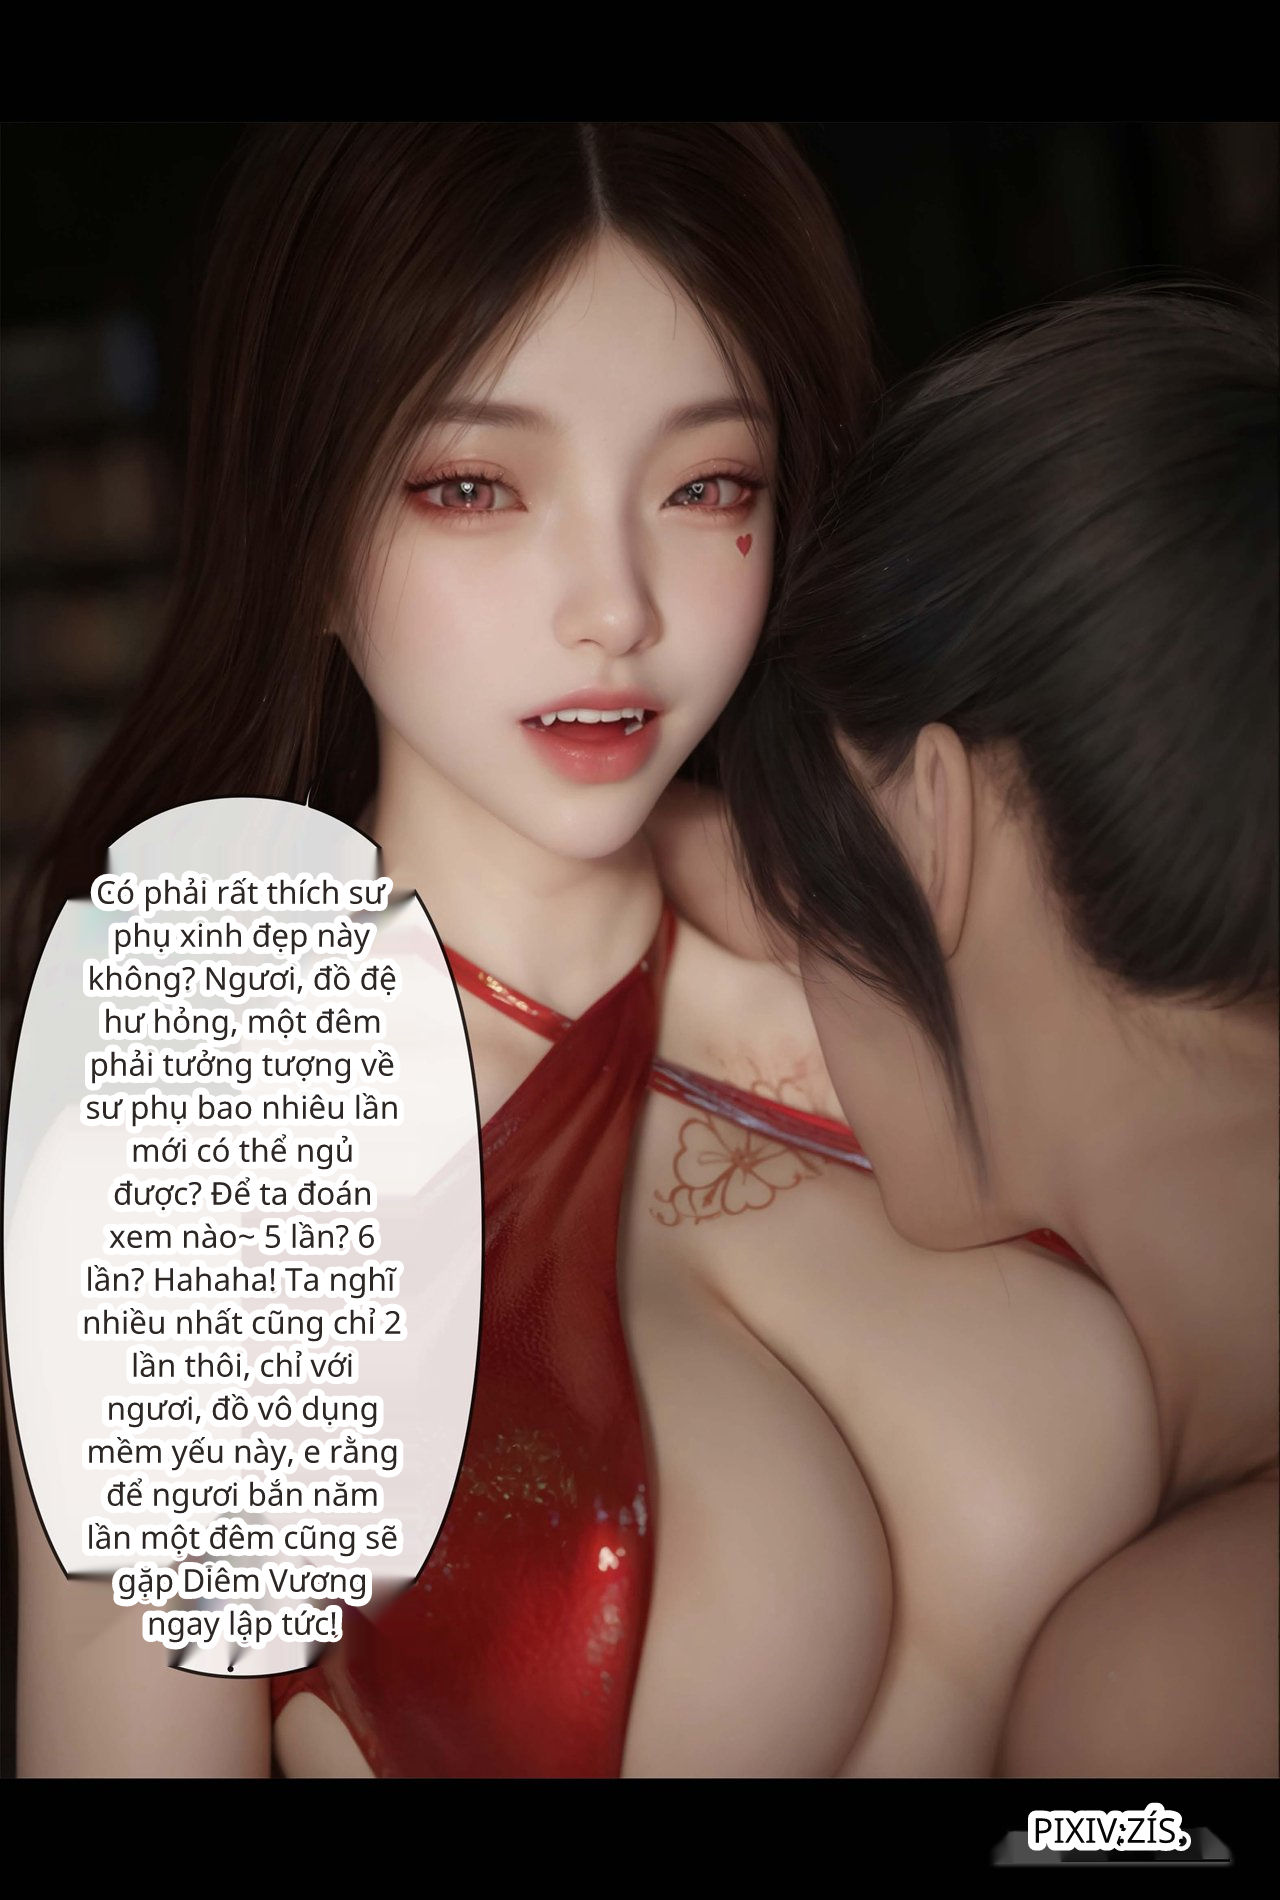 Có phải rất thích sư
phụ xinh đẹp này
không? Ngươi, đồ đệ
hư hỏng, một đêm
phải tưởng tượng về
sư phụ bao nhiêu lần
mới có thể ngủ
được? Để ta đoán
xem nào~ 5 lần? 6
lần? Hahaha! Ta nghĩ
nhiều nhất cũng chỉ 2
lần thôi, chỉ với
ngươi, đồ vô dụng
mềm yếu này, e rằng
để ngươi bắn năm
lần một đêm cũng sẽ
gặp Diêm Vương
ngay lập tức!
PIXIV:ZÍS,